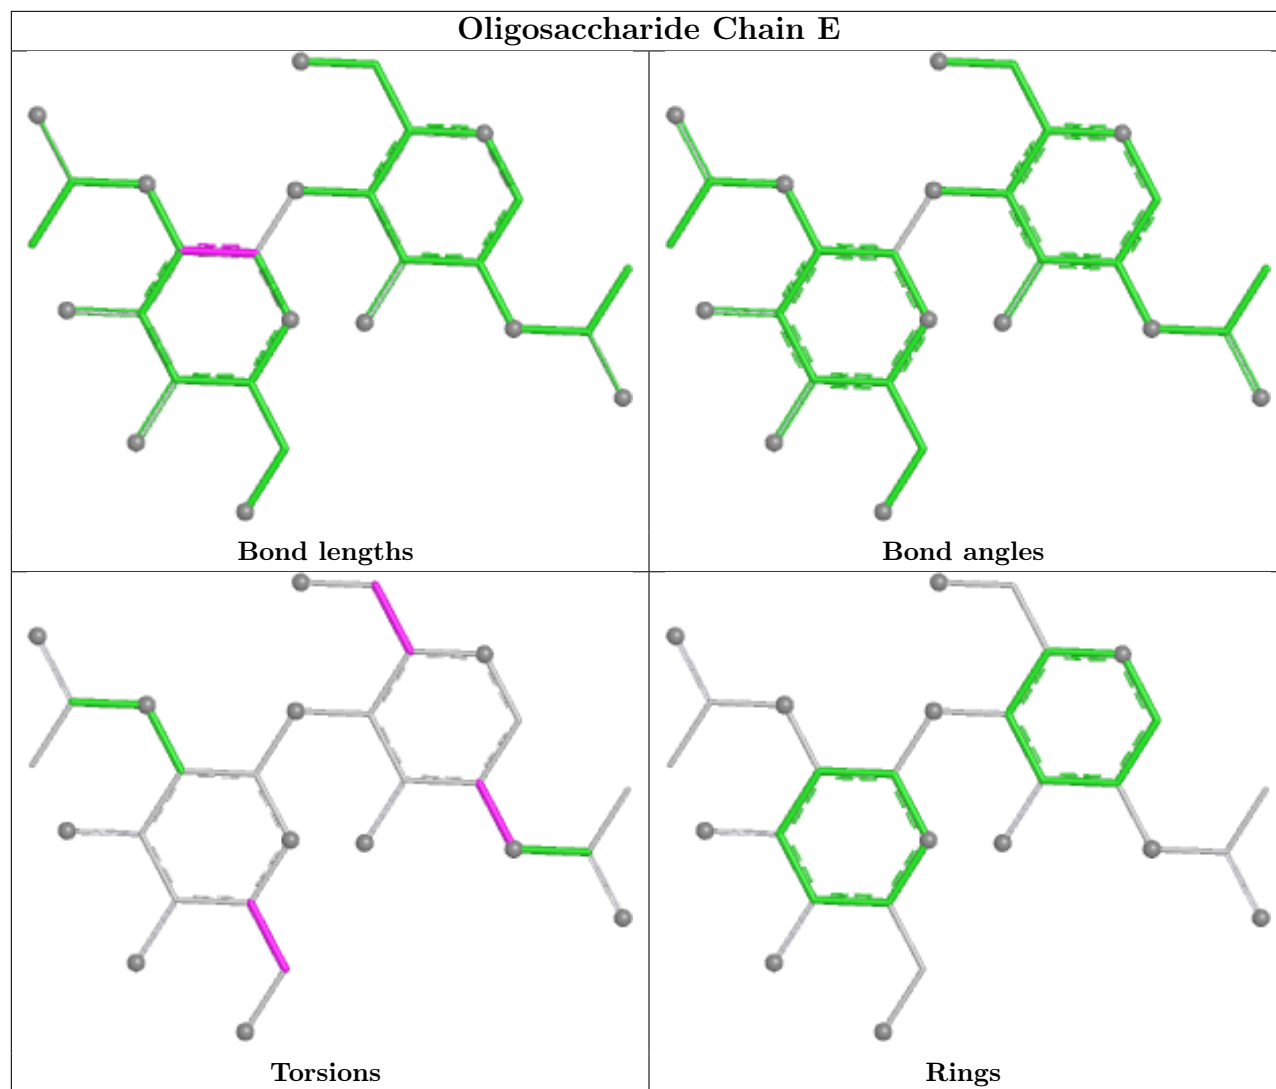 Oligosaccharide Chain E
Bond lengths
Bond angles
Torsions
Rings